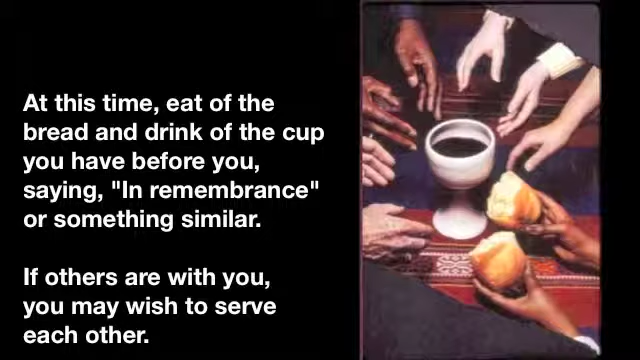 At this time, eat of the
bread and drink of the cup
you have before you,
saying, "In remembrance"
or something similar.
If others are with you,
you may wish to serve
each other.